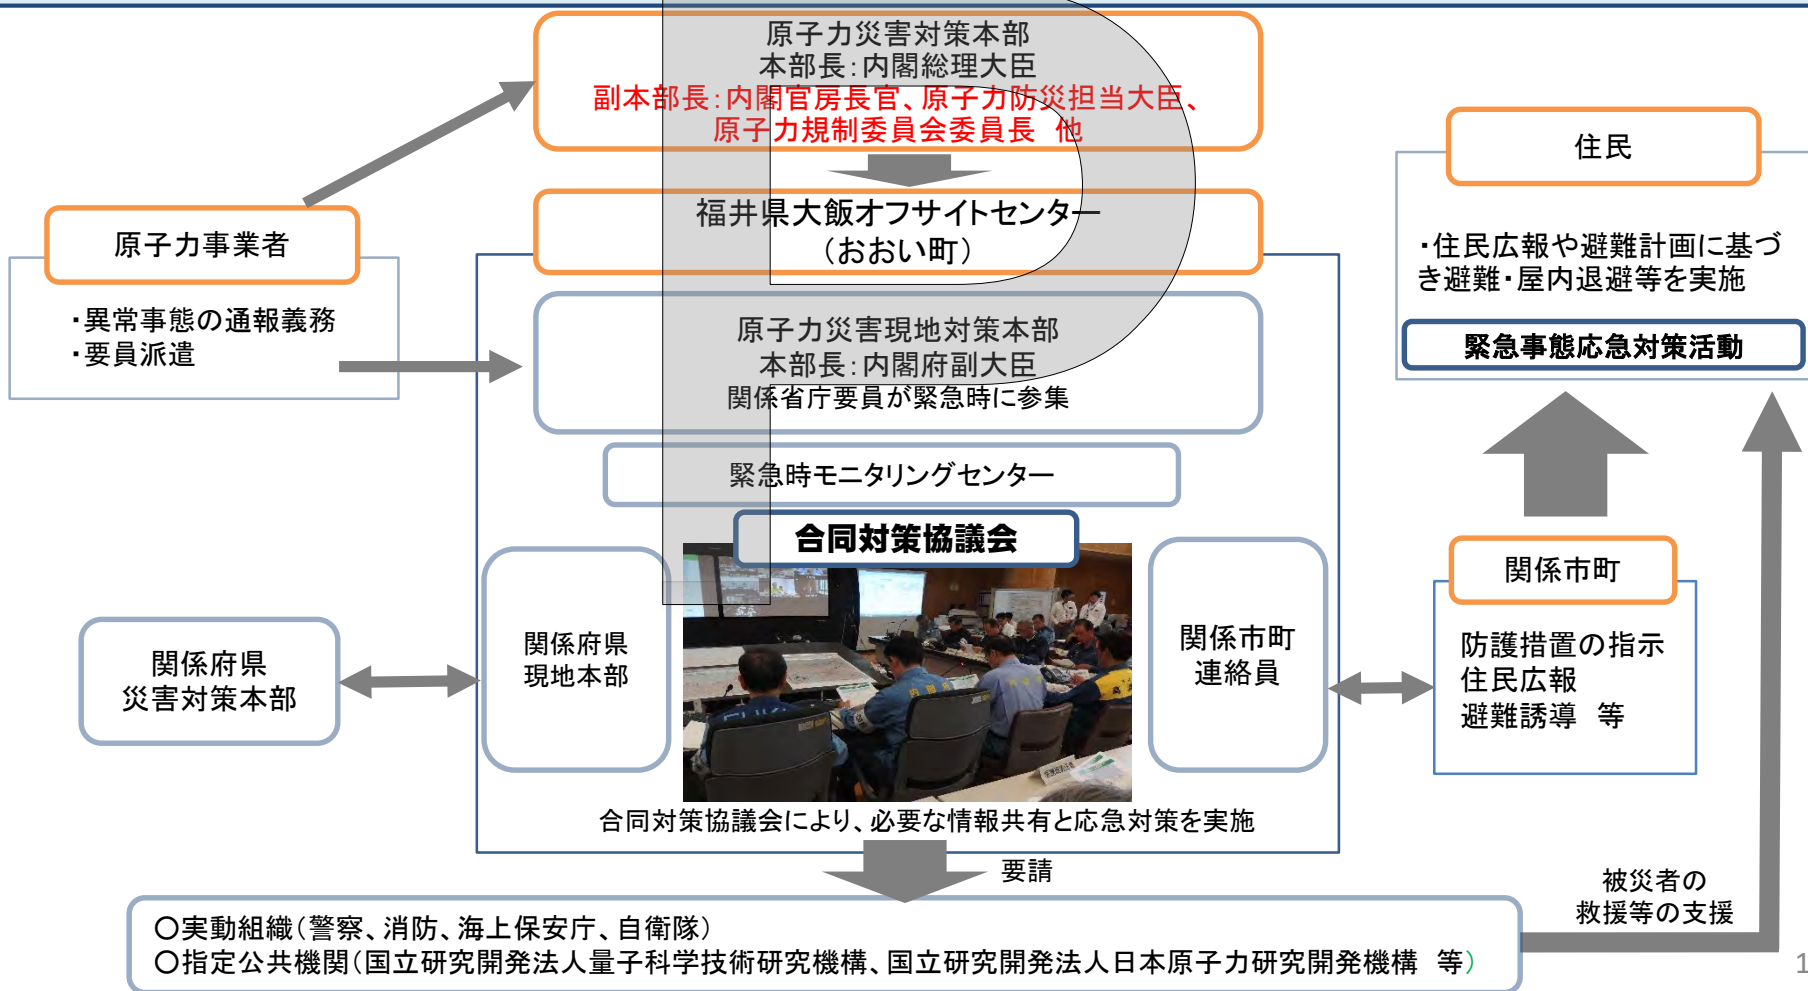 原子力災害対策本部
本部長：内閣総理大臣
副本部長：内閣官房長官、原子力防災担当大臣、
原子力規制委員会委員長　他
福井県大飯オフサイトセンター
（おおい町）
原子力事業者
・異常事態の通報義務
・要員派遣
原子力災害現地対策本部
本部長：内閣府副大臣
関係省庁要員が緊急時に参集
緊急時モニタリングセンター
合同対策協議会
関係府県
災害対策本部
関係府県
現地本部
関係市町
連絡員
合同対策協議会により、必要な情報共有と応急対策を実施
住民
・住民広報や避難計画に基づ
き避難・屋内退避等を実施
緊急事態応急対策活動
関係市町
防護措置の指示
住民広報
避難誘導　等
要請
被災者の
救援等の支援
○実動組織（警察、消防、海上保安庁、自衛隊）
○指定公共機関（国立研究開発法人量子科学技術研究機構、国立研究開発法人日本原子力研究開発機構　等）
1